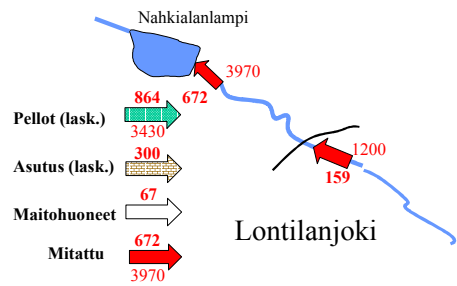 Nahkialanlampi
3970
864 672
Pellot (lask.)
3430
300
1200
Asutus (lask.)
159
67
Maitohuoneet
Lontilanjoki
672
Mitattu
3970